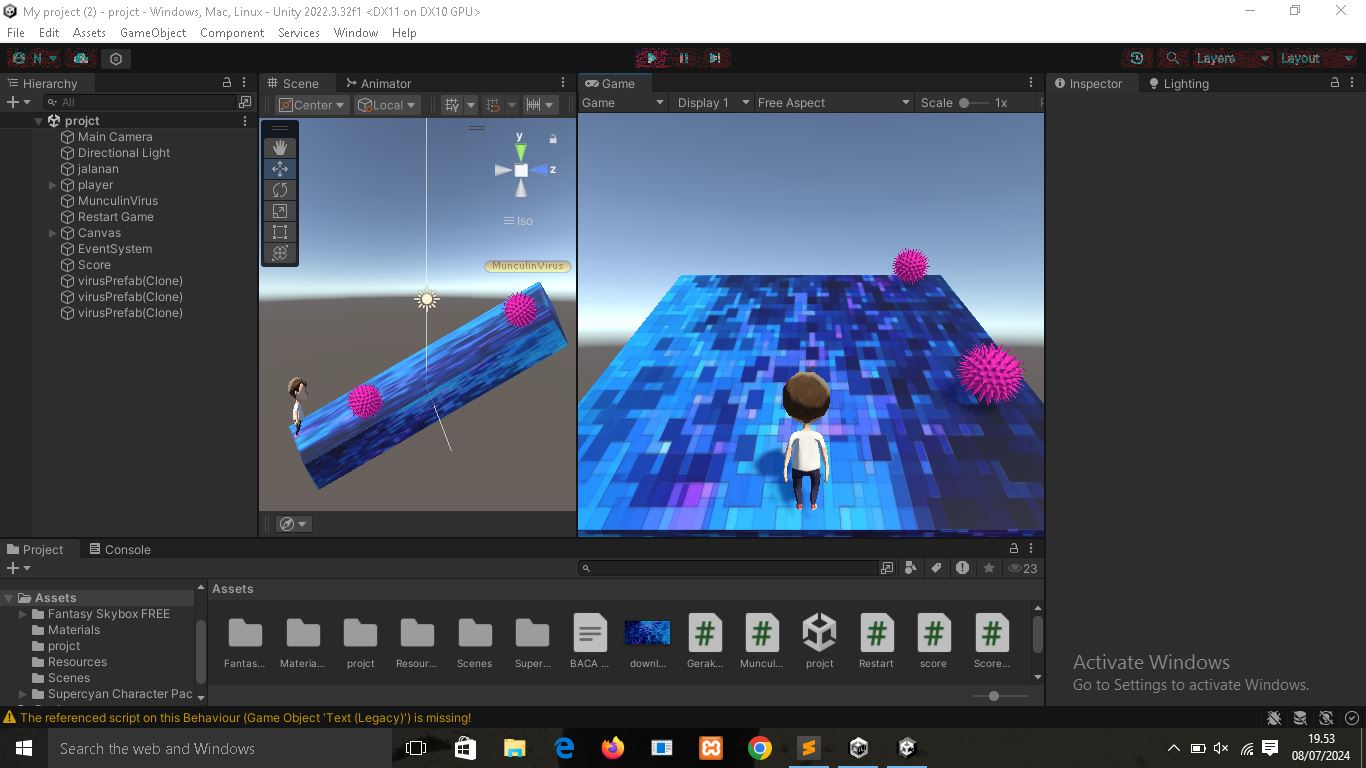 My project (2) - projct - Windows, Mac, Linux - Unity 2022.3.32f1 <DX11 on DX10 GPU>
File Edit Assets GameObject Component Services Window Help
N Layers Layout
Hierarchy
All
projct
Main Camera
Directional Light
jalanan
player
MunculinVirus
Restart Game
Canvas
EventSystem
Score
virusPrefab(Clone)
virusPrefab(Clone)
virusPrefab(Clone)
Scene Animator
Center Local
y
z
Iso
MunculinVirus
Game
Game Display 1 Free Aspect Scale 1x
Inspector Lighting
Project Console
23
Assets
Fantasy Skybox FREE
Materials
projct
Resources
Scenes
Supercyan Character Pac
Assets
Fantas... Materia... projct Resour... Scenes Super... BACA ... downl... Gerak... Muncul... projct Restart score Score...
Activate Windows
Go to Settings to activate Windows.
The referenced script on this Behaviour (Game Object 'Text (Legacy)') is missing!
Search the web and Windows
19.53
08/07/2024